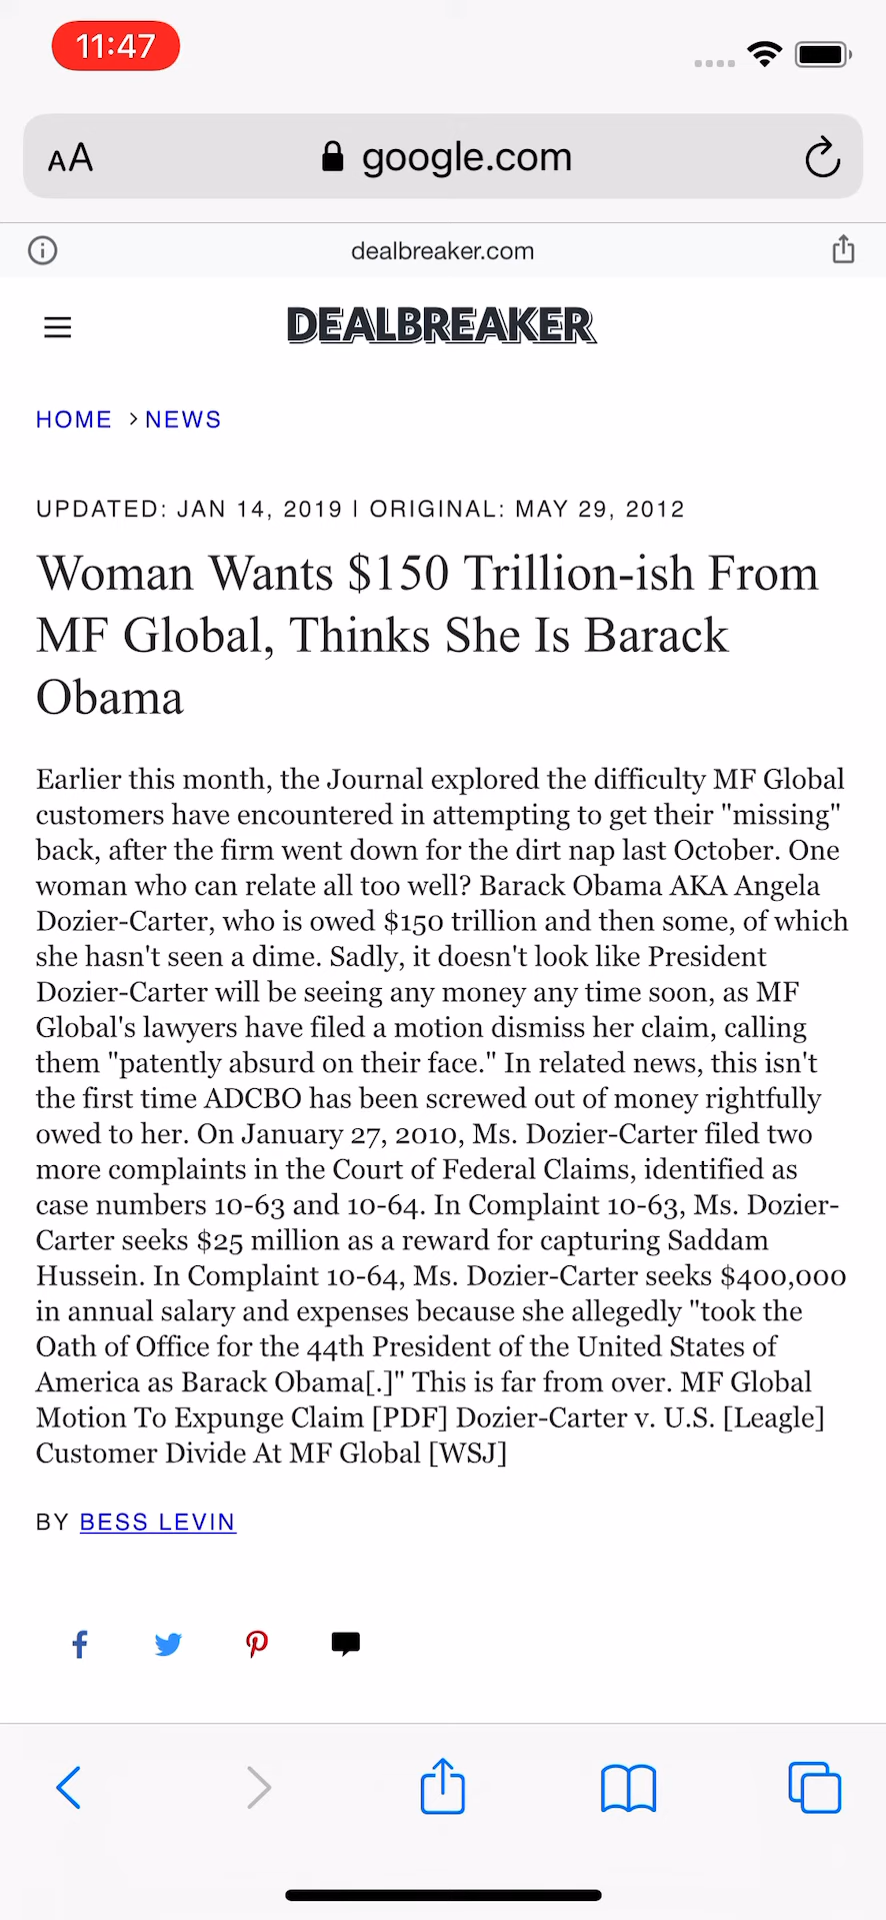 11:47
AA google.com
dealbreaker.com
DEALBREAKER
HOME > NEWS
UPDATED: JAN 14, 2019 | ORIGINAL: MAY 29, 2012
Woman Wants $150 Trillion-ish From
MF Global, Thinks She Is Barack
Obama
Earlier this month, the Journal explored the difficulty MF Global
customers have encountered in attempting to get their "missing"
back, after the firm went down for the dirt nap last October. One
woman who can relate all too well? Barack Obama AKA Angela
Dozier-Carter, who is owed $150 trillion and then some, of which
she hasn't seen a dime. Sadly, it doesn't look like President
Dozier-Carter will be seeing any money any time soon, as MF
Global's lawyers have filed a motion dismiss her claim, calling
them "patently absurd on their face." In related news, this isn't
the first time ADCBO has been screwed out of money rightfully
owed to her. On January 27, 2010, Ms. Dozier-Carter filed two
more complaints in the Court of Federal Claims, identified as
case numbers 10-63 and 10-64. In Complaint 10-63, Ms. Dozier-
Carter seeks $25 million as a reward for capturing Saddam
Hussein. In Complaint 10-64, Ms. Dozier-Carter seeks $400,000
in annual salary and expenses because she allegedly "took the
Oath of Office for the 44th President of the United States of
America as Barack Obama[.]" This is far from over. MF Global
Motion To Expunge Claim [PDF] Dozier-Carter v. U.S. [Leagle]
Customer Divide At MF Global [WSJ]
BY BESS LEVIN